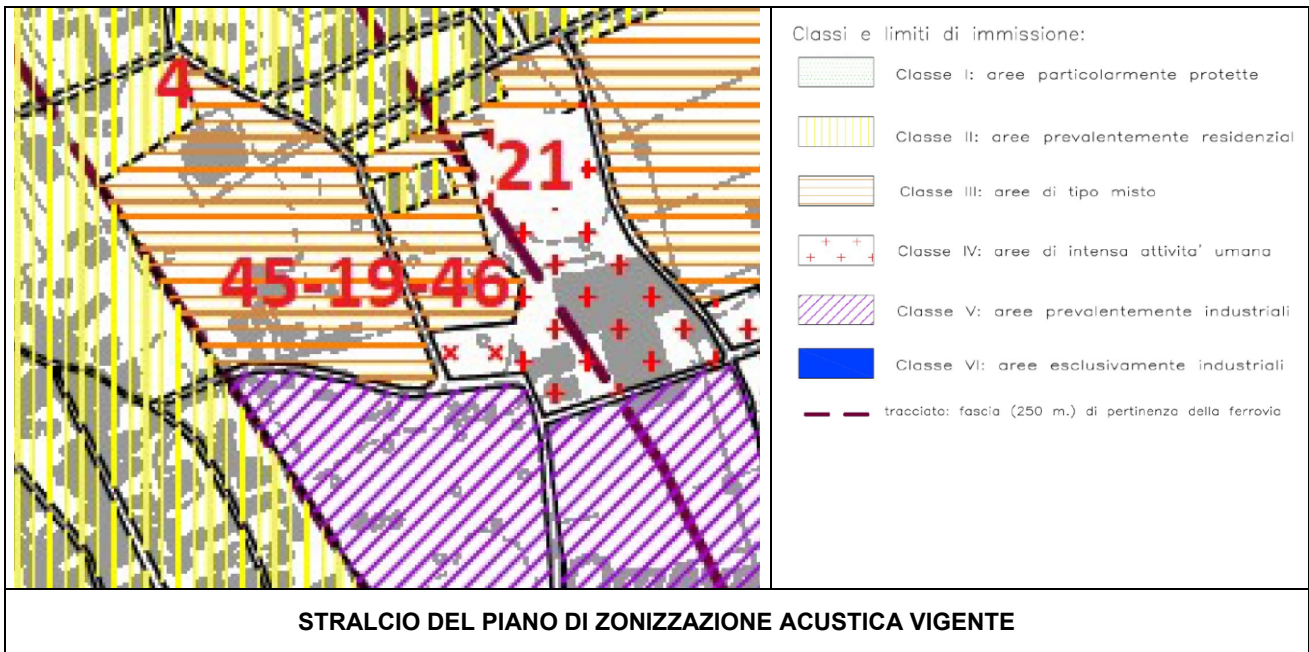 4
21
45-19-46
Classi e limiti di immissione:
Classe I: aree particolarmente protette
Classe II: aree prevalentemente residenzial
Classe III: aree di tipo misto
Classe IV: aree di intensa attivita' umana
Classe V: aree prevalentemente industriali
Classe VI: aree esclusivamente industriali
tracciato: fascia (250 m.) di pertinenza della ferrovia
STRALCIO DEL PIANO DI ZONIZZAZIONE ACUSTICA VIGENTE